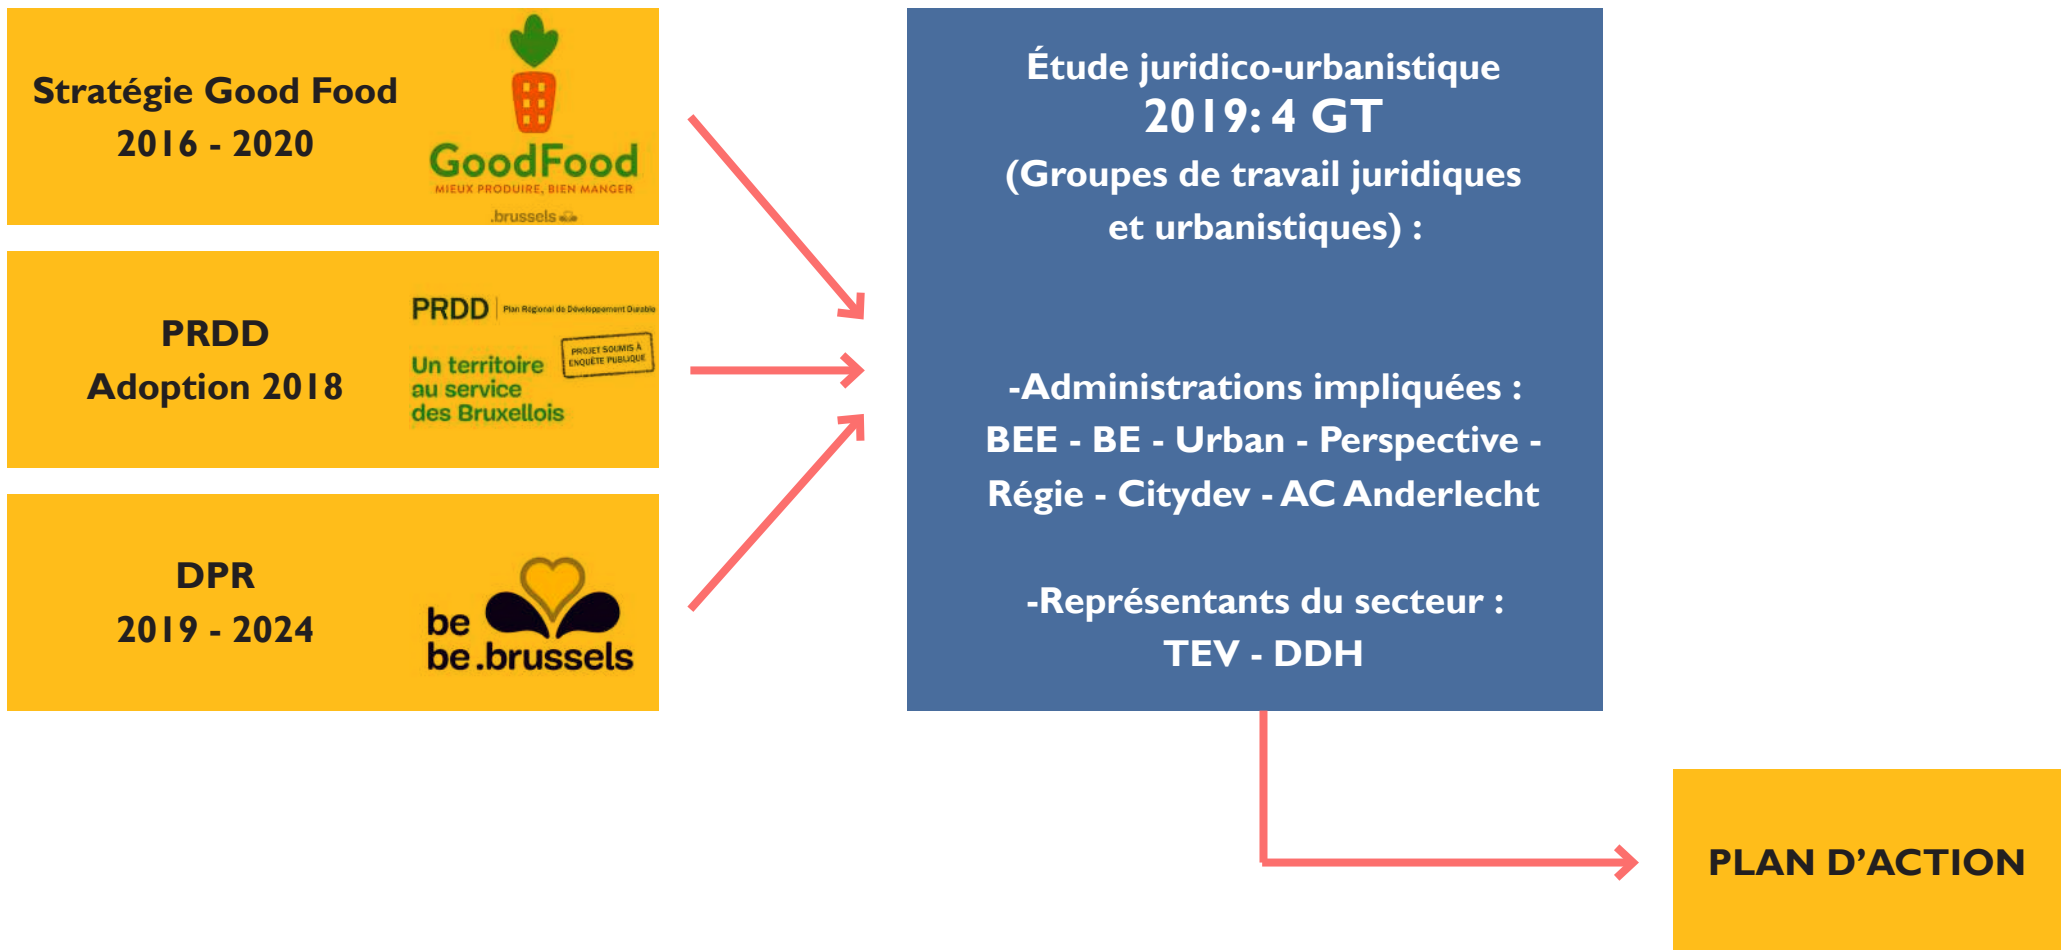 Stratégie Good Food
2016 - 2020
GoodFood
MIEUX PRODUIRE, BIEN MANGER
.brussels
PRDD
Adoption 2018
PRDD | Plan Régional de Développement Durable
PROJET SOUMIS À
ENQUÊTE PUBLIQUE
Un territoire
au service
des Bruxellois
DPR
2019 - 2024
be
be.brussels
Étude juridico-urbanistique
2019: 4 GT
(Groupes de travail juridiques
et urbanistiques) :
-Administrations impliquées :
BEE - BE - Urban - Perspective -
Régie - Citydev - AC Anderlecht
-Représentants du secteur :
TEV - DDH
PLAN D’ACTION